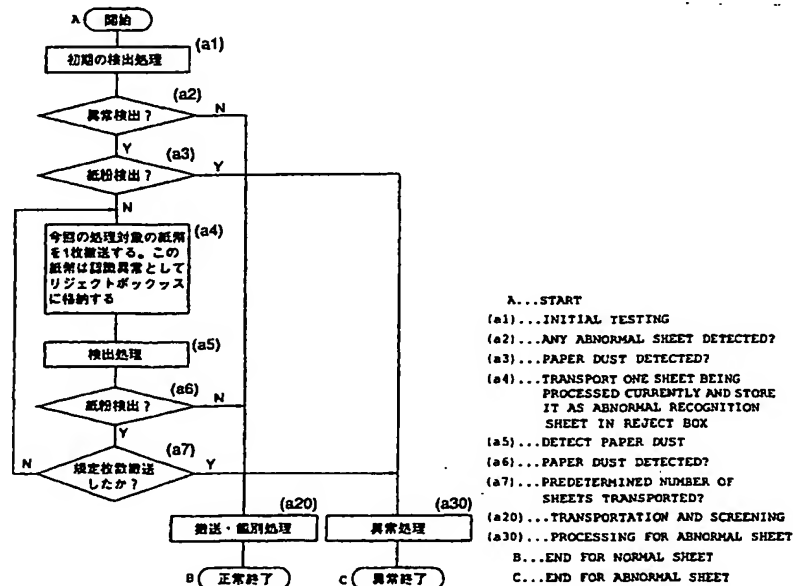 A 開始
(a1)
初期の検出処理
(a2)
異常検出？ N
Y
(a3)
紙粉検出？ Y
N
(a4)
今回の処理対象の紙幣
を1枚搬送する。この
紙幣は認識異常として
リジェクトボックッス
に格納する
(a5)
検出処理
(a6)
紙粉検出？ N
Y
(a7)
N 規定枚数搬送 Y
したか？
(a20) (a30)
搬送・鑑別処理 異常処理
B 正常終了 C 異常終了
A...START
(a1)...INITIAL TESTING
(a2)...ANY ABNORMAL SHEET DETECTED?
(a3)...PAPER DUST DETECTED?
(a4)...TRANSPORT ONE SHEET BEING
PROCESSED CURRENTLY AND STORE
IT AS ABNORMAL RECOGNITION
SHEET IN REJECT BOX
(a5)...DETECT PAPER DUST
(a6)...PAPER DUST DETECTED?
(a7)...PREDETERMINED NUMBER OF
SHEETS TRANSPORTED?
(a20)...TRANSPORTATION AND SCREENING
(a30)...PROCESSING FOR ABNORMAL SHEET
B...END FOR NORMAL SHEET
C...END FOR ABNORMAL SHEET